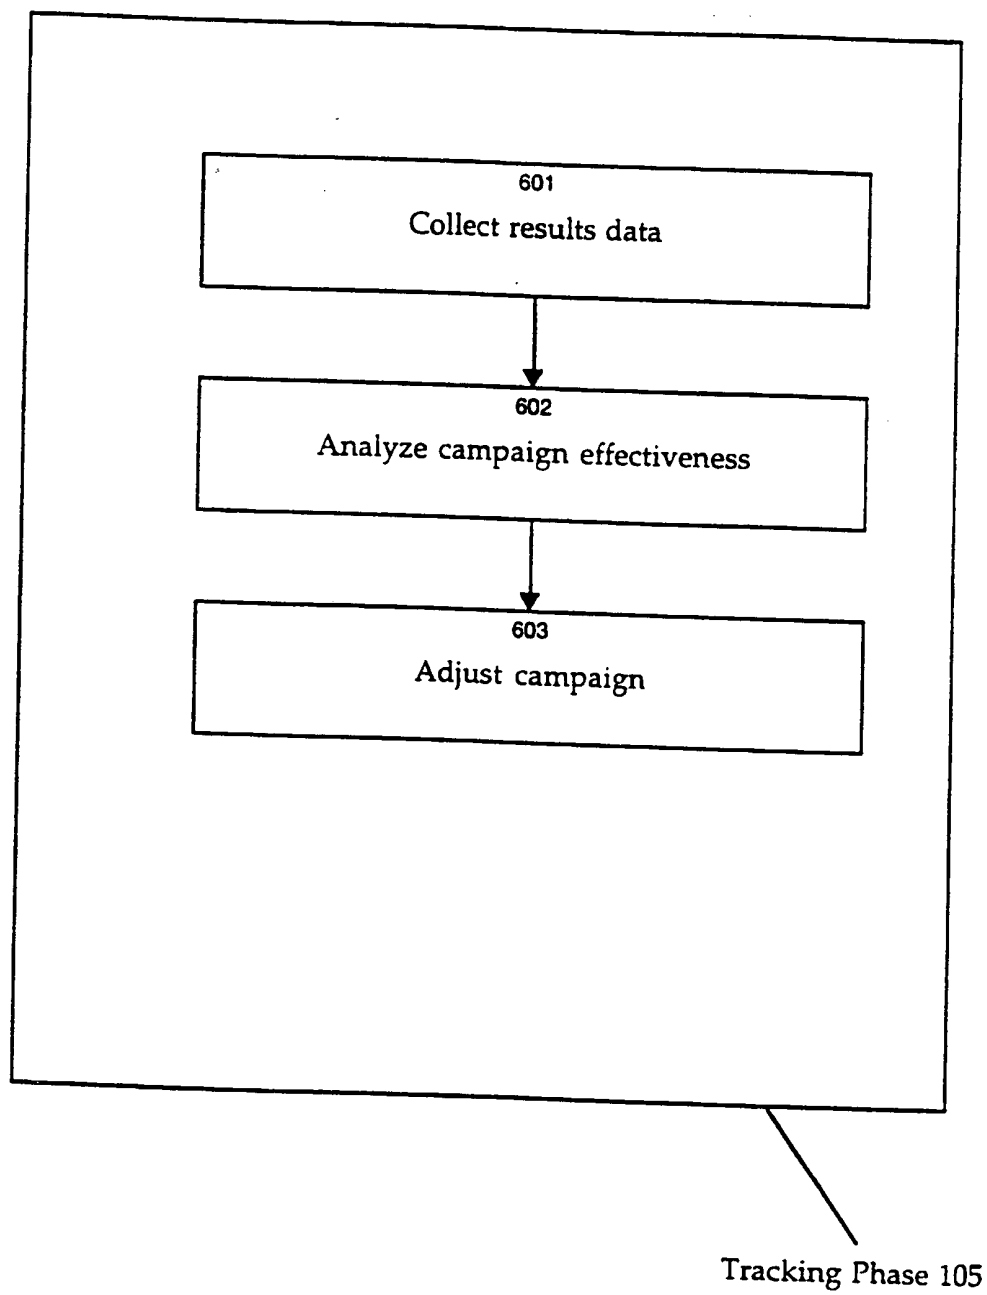 601
Collect results data
602
Analyze campaign effectiveness
603
Adjust campaign
Tracking Phase 105